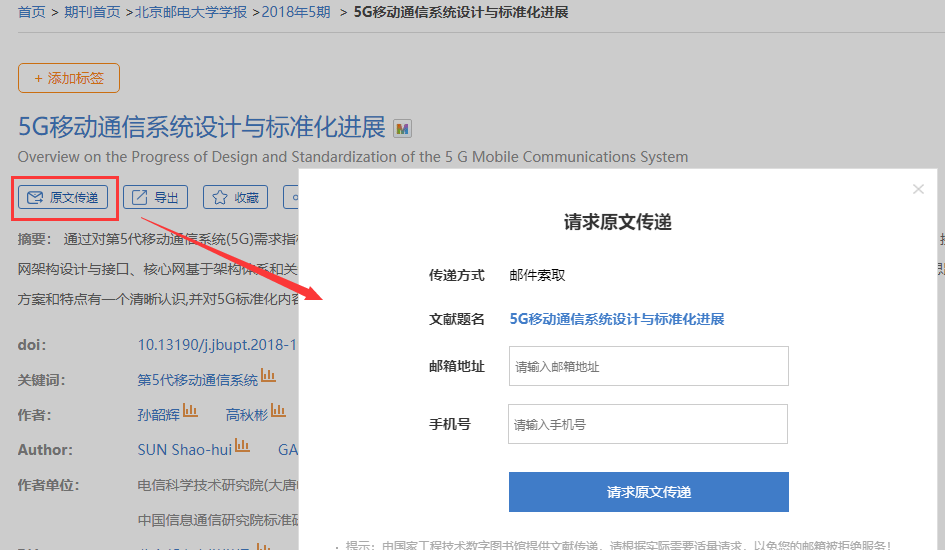 首页 > 期刊首页 >北京邮电大学学报 >2018年5期 > 5G移动通信系统设计与标准化进展
+ 添加标签
5G移动通信系统设计与标准化进展 M
Overview on the Progress of Design and Standardization of the 5 G Mobile Communications System
原文传递 导出 收藏
摘要: 通过对第5代移动通信系统(5G)需求指
网架构设计与接口、核心网基于架构体系和关
方案和特点有一个清晰认识,并对5G标准化内容
doi: 10.13190/j.jbupt.2018-1
关键词: 第5代移动通信系统
作者: 孙韶辉 高秋彬
Author: SUN Shao-hui GA
作者单位: 电信科学技术研究院(大唐
中国信息通信研究院标准研
请求原文传递
传递方式 邮件索取
文献题名 5G移动通信系统设计与标准化进展
邮箱地址 请输入邮箱地址
手机号 请输入手机号
请求原文传递
· 提示：由国家工程技术数字图书馆提供文献传递，请根据实际需要适量请求，以免您的邮箱被拒绝服务！